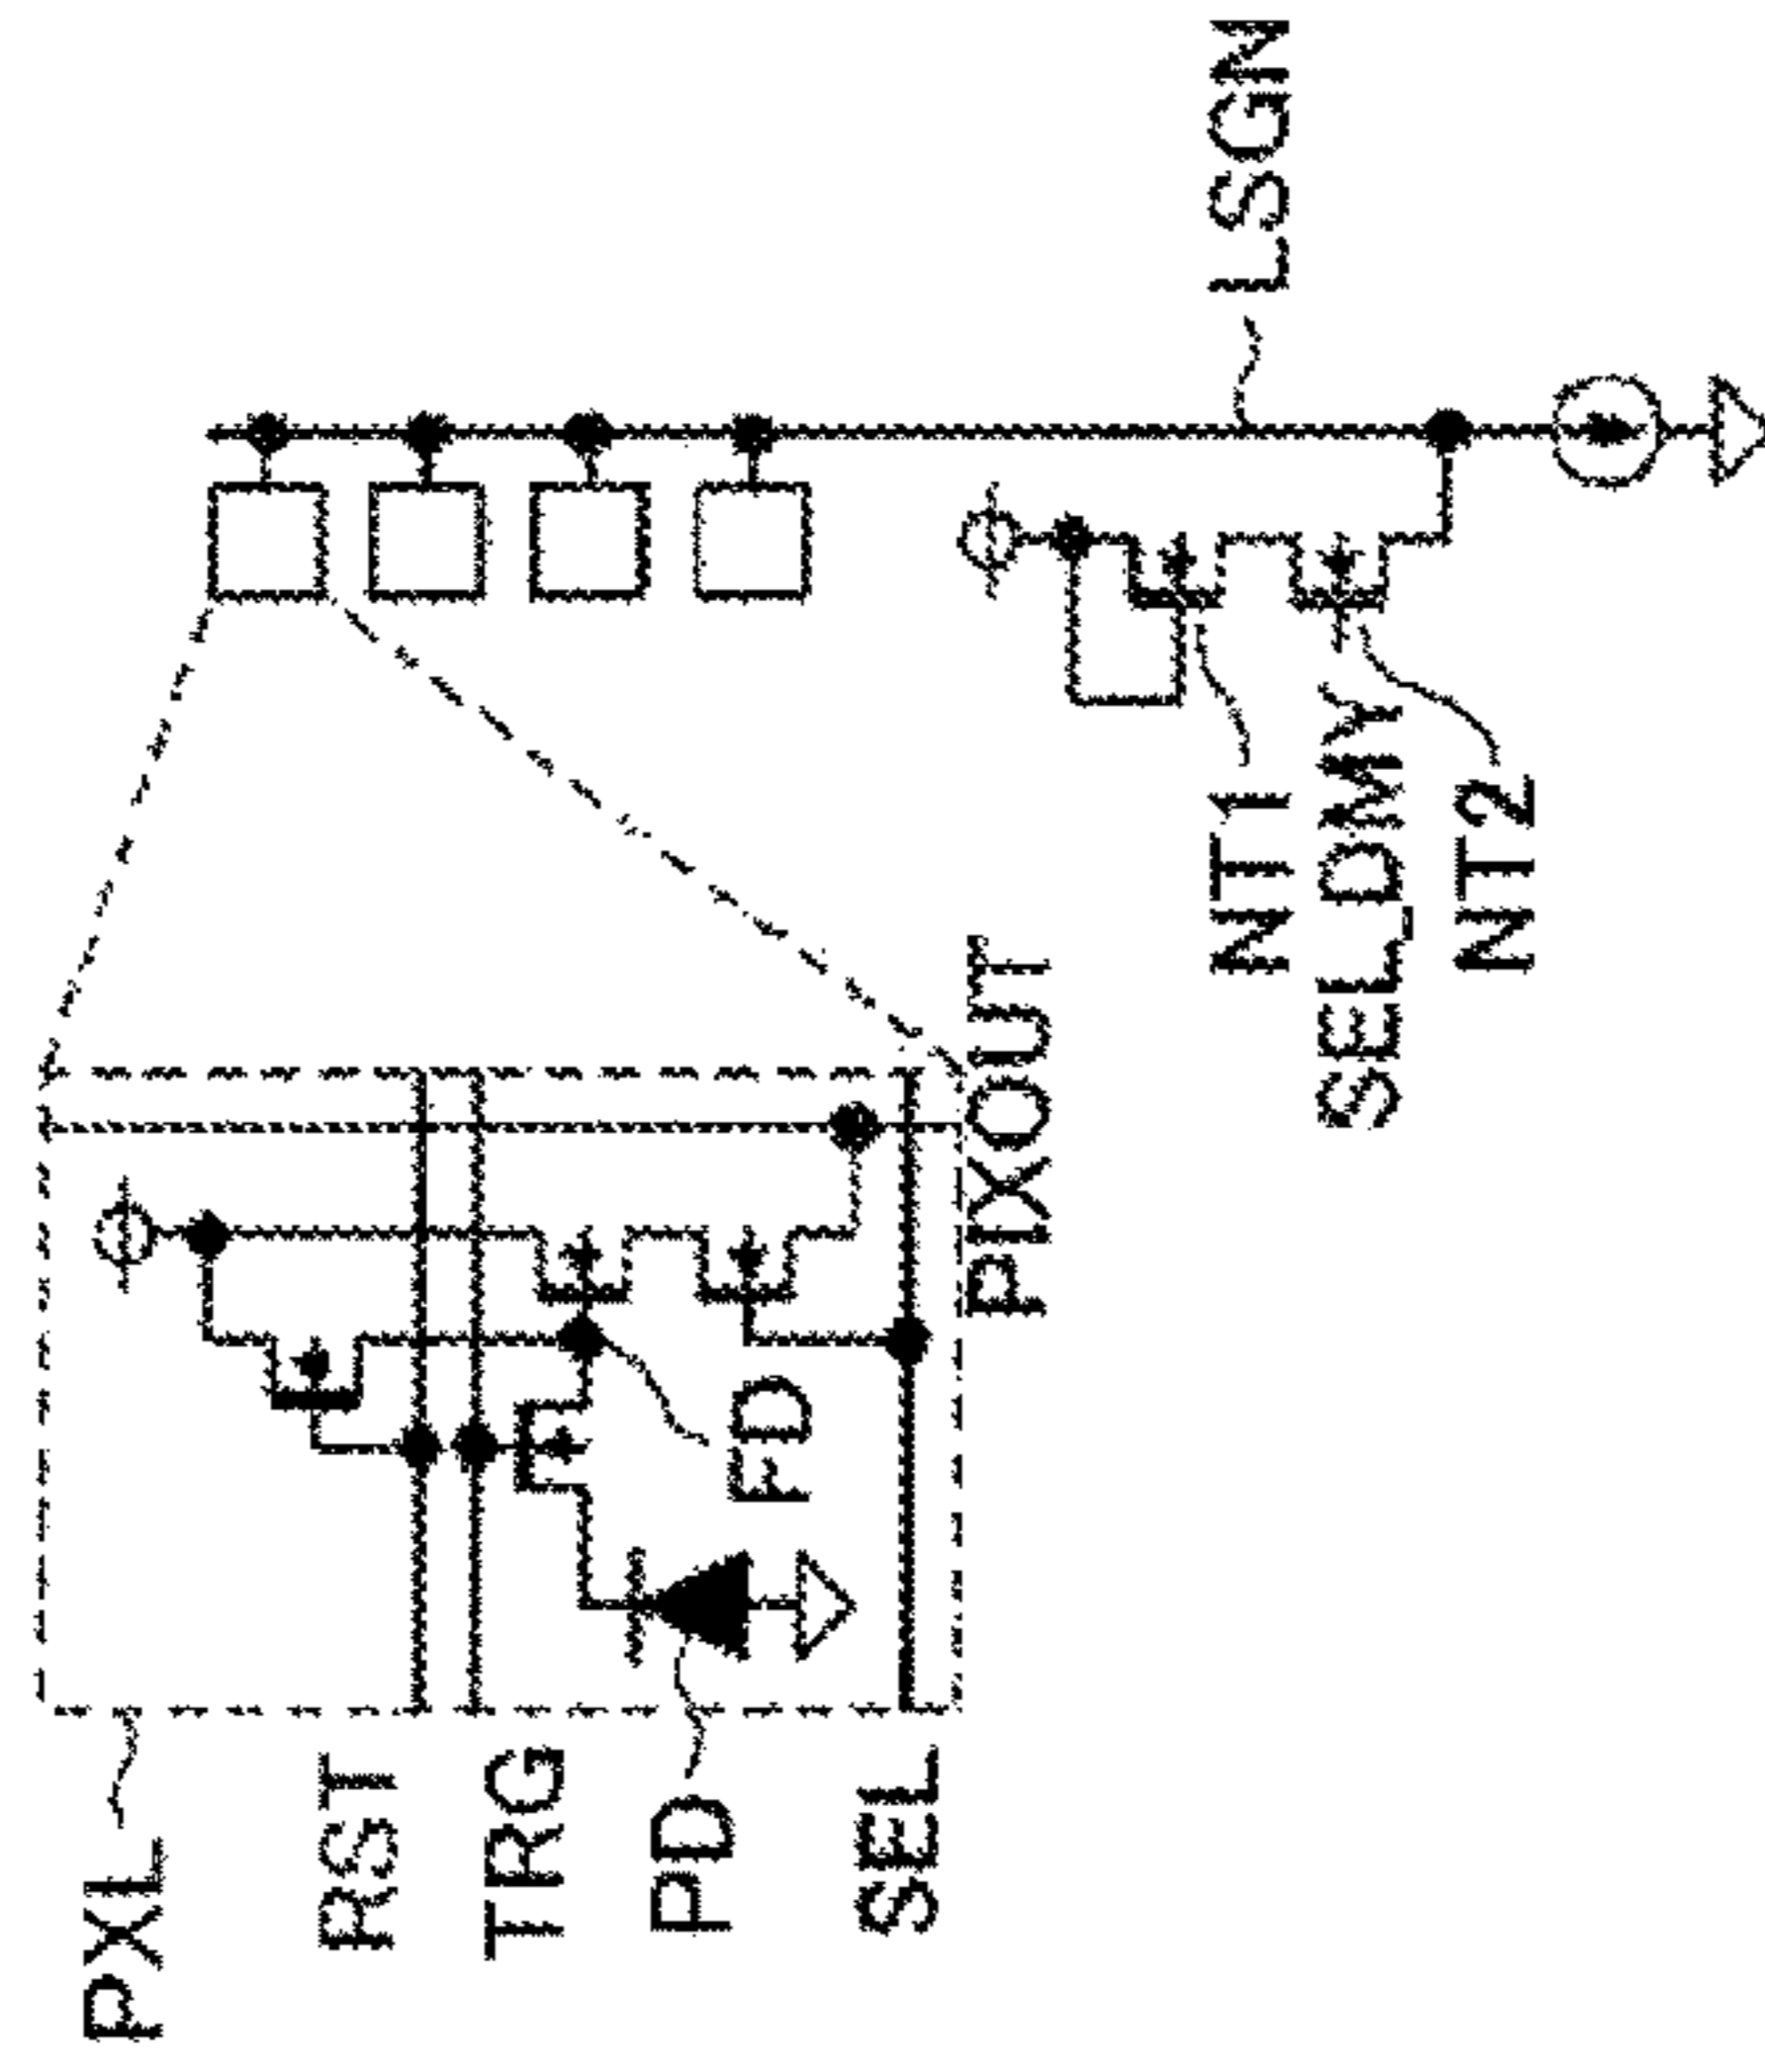 PXL
RST
TRG
PD
SEL
FD
PIXOUT
NT1
SEL_DMY
NT2
LSGN